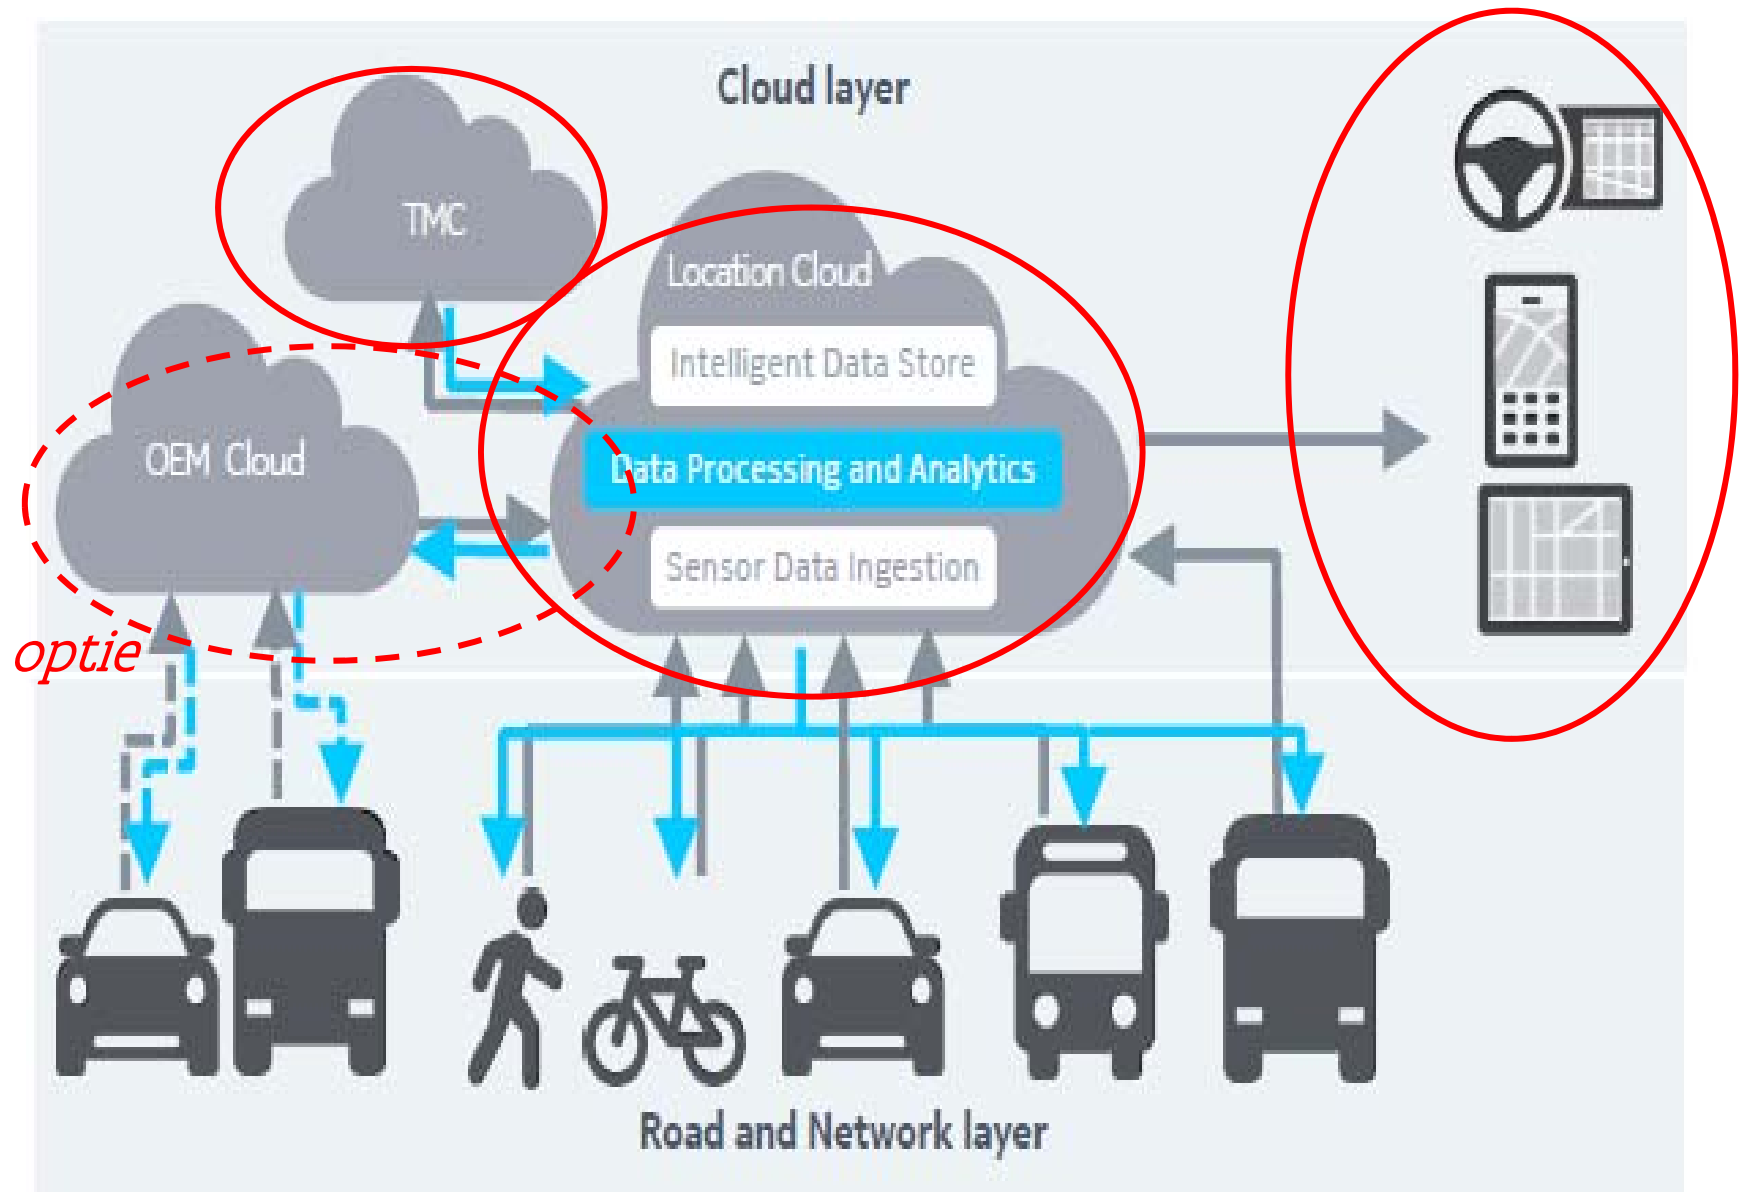 Cloud layer
TMC
Location Cloud
Intelligent Data Store
OEM Cloud
Data Processing and Analytics
Sensor Data Ingestion
optie
Road and Network layer